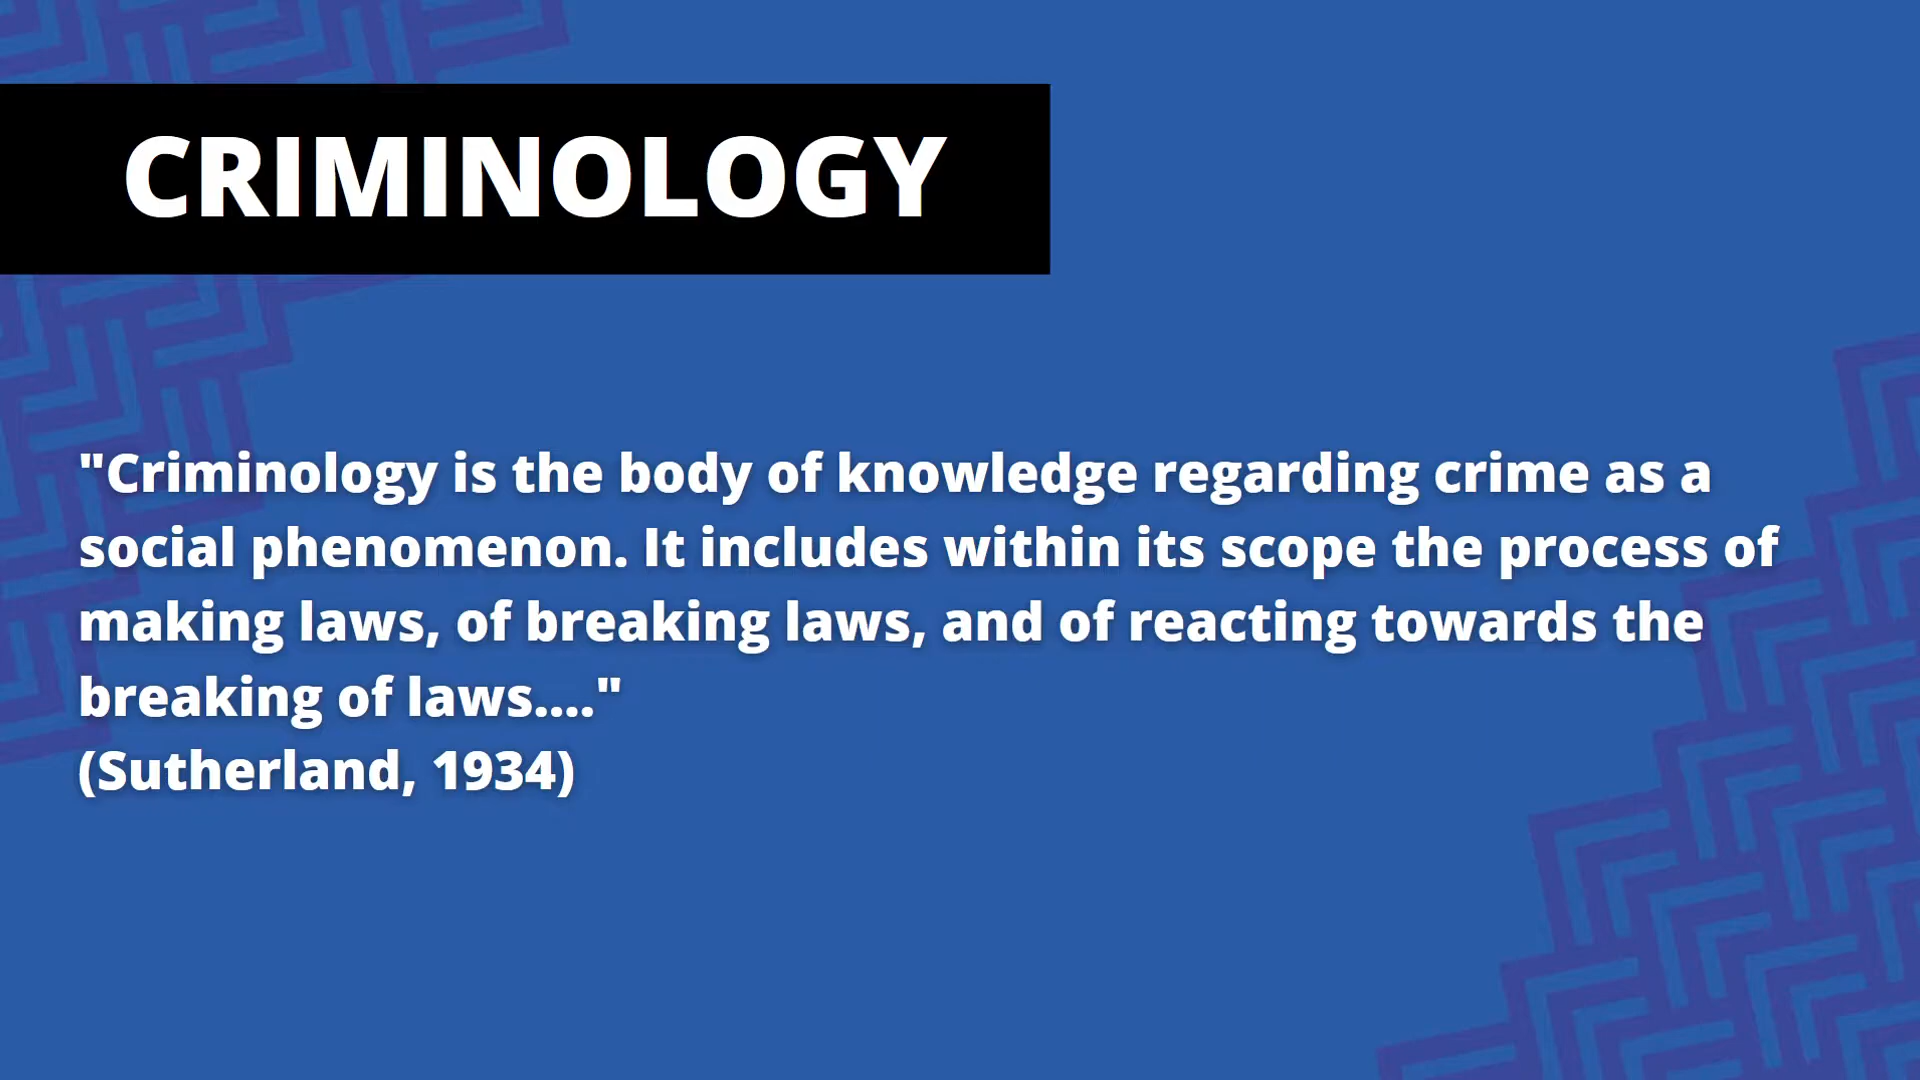 CRIMINOLOGY
"Criminology is the body of knowledge regarding crime as a
social phenomenon. It includes within its scope the process of
making laws, of breaking laws, and of reacting towards the
breaking of laws...."
(Sutherland, 1934)